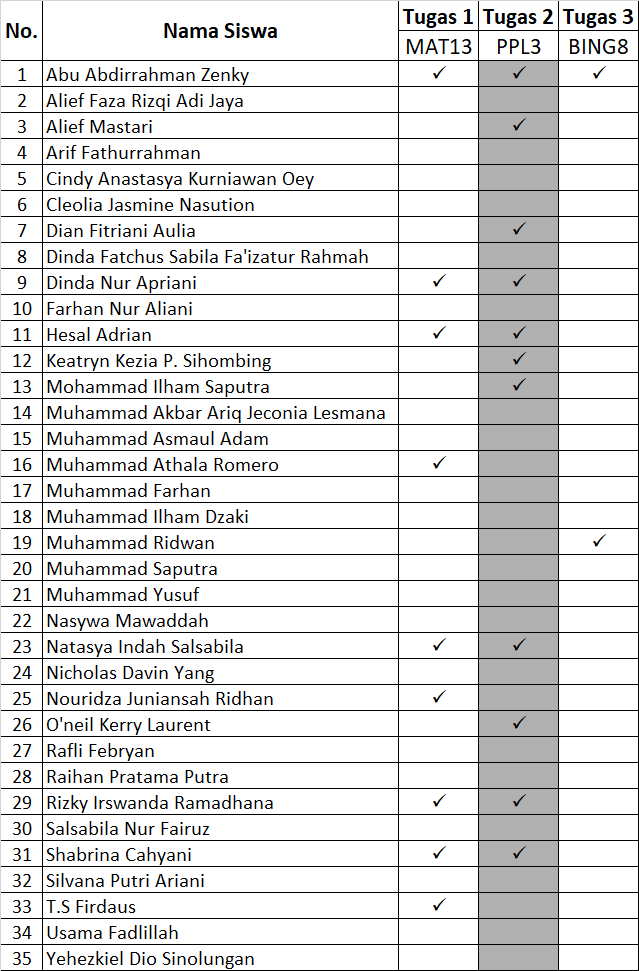 No. Nama Siswa Tugas 1 Tugas 2 Tugas 3
MAT13 PPL3 BING8
1 Abu Abdirrahman Zenky ✓ ✓ ✓
2 Alief Faza Rizqi Adi Jaya
3 Alief Mastari ✓
4 Arif Fathurrahman
5 Cindy Anastasya Kurniawan Oey
6 Cleolia Jasmine Nasution
7 Dian Fitriani Aulia ✓
8 Dinda Fatchus Sabila Fa'izatur Rahmah
9 Dinda Nur Apriani ✓ ✓
10 Farhan Nur Aliani
11 Hesal Adrian ✓ ✓
12 Keatryn Kezia P. Sihombing ✓
13 Mohammad Ilham Saputra ✓
14 Muhammad Akbar Ariq Jeconia Lesmana
15 Muhammad Asmaul Adam
16 Muhammad Athala Romero ✓
17 Muhammad Farhan
18 Muhammad Ilham Dzaki
19 Muhammad Ridwan ✓
20 Muhammad Saputra
21 Muhammad Yusuf
22 Nasywa Mawaddah
23 Natasya Indah Salsabila ✓ ✓
24 Nicholas Davin Yang
25 Nouridza Juniansah Ridhan ✓
26 O'neil Kerry Laurent ✓
27 Rafli Febryan
28 Raihan Pratama Putra
29 Rizky Irswanda Ramadhana ✓ ✓
30 Salsabila Nur Fairuz
31 Shabrina Cahyani ✓ ✓
32 Silvana Putri Ariani
33 T.S Firdaus ✓
34 Usama Fadlillah
35 Yehezkiel Dio Sinolungan